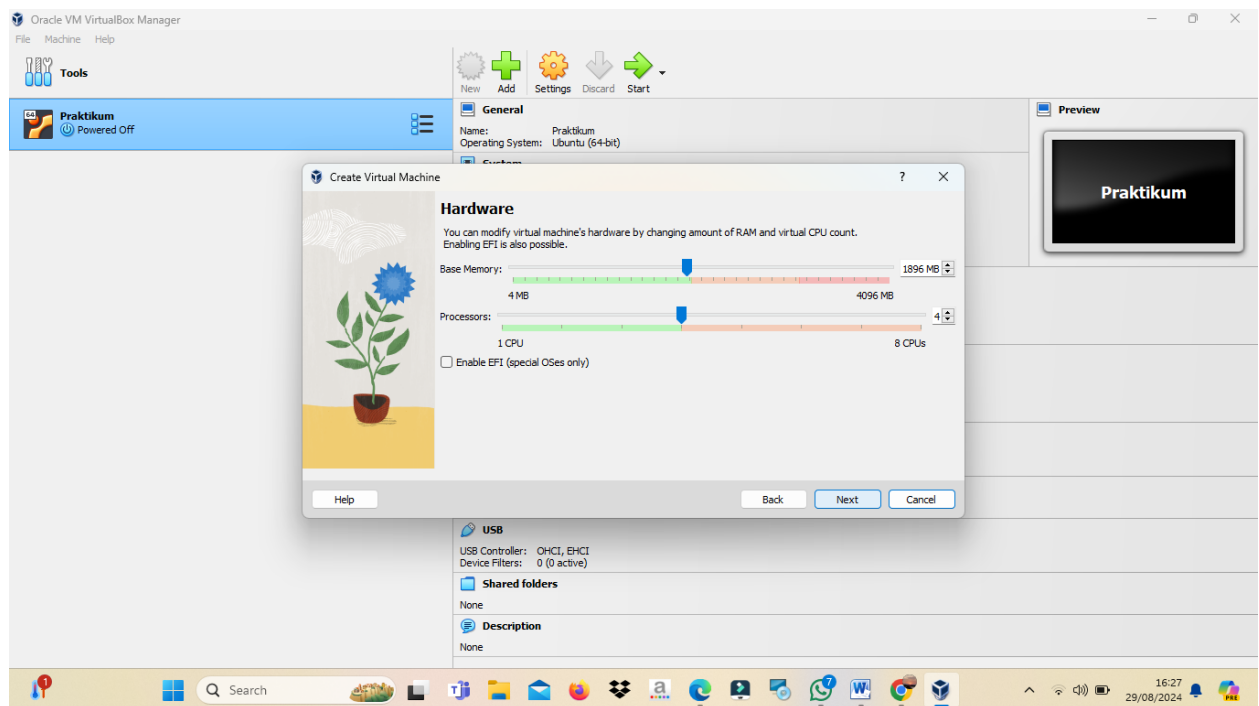 Oracle VM VirtualBox Manager
File Machine Help
Tools
New Add Settings Discard Start
64
Praktikum
Powered Off
General
Name: Praktikum
Operating System: Ubuntu (64-bit)
Preview
Praktikum
Create Virtual Machine ?
Hardware
You can modify virtual machine's hardware by changing amount of RAM and virtual CPU count.
Enabling EFI is also possible.
Base Memory: 1896 MB
4 MB 4096 MB
Processors: 4
1 CPU 8 CPUs
Enable EFI (special OSes only)
Help Back Next Cancel
USB
USB Controller: OHCI, EHCI
Device Filters: 0 (0 active)
Shared folders
None
Description
None
1
Search
a
7
W
16:27
29/08/2024
PRE